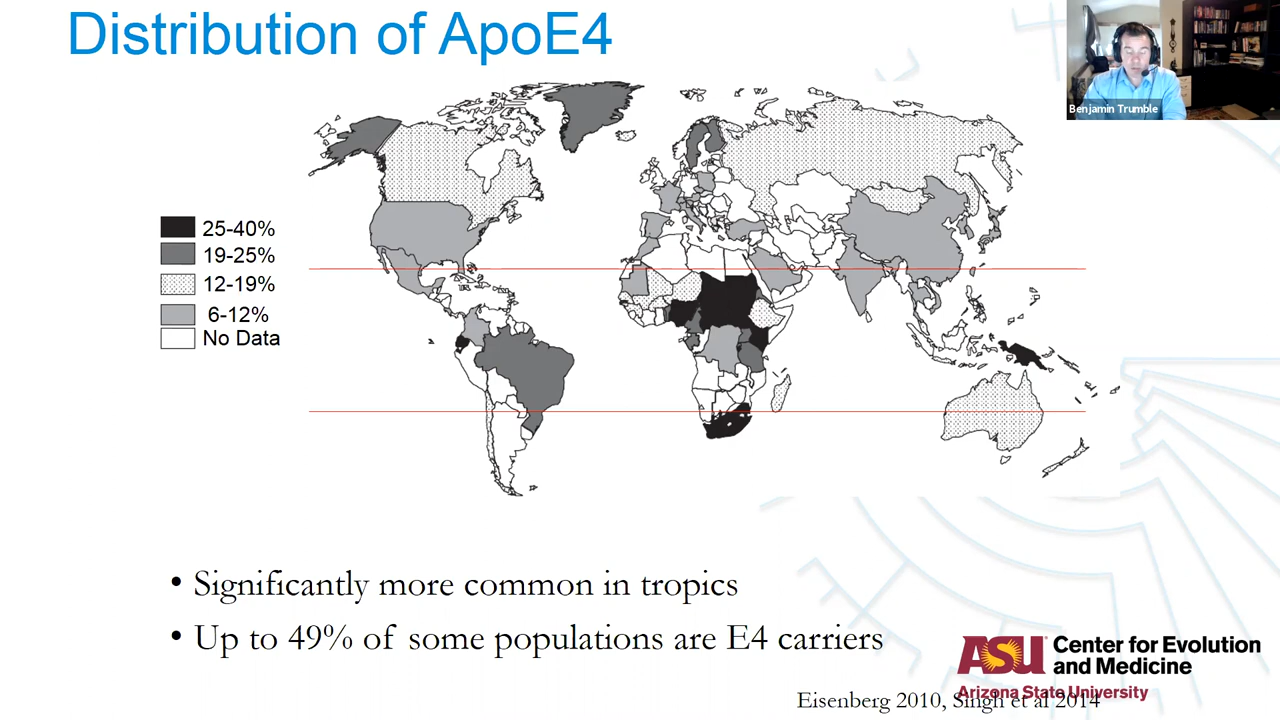 Distribution of ApoE4
Benjamin Trumble
25-40%
19-25%
12-19%
6-12%
No Data
• Significantly more common in tropics
• Up to 49% of some populations are E4 carriers
ASU Center for Evolution
and Medicine
Arizona State University
Eisenberg 2010, Singh et al 2014